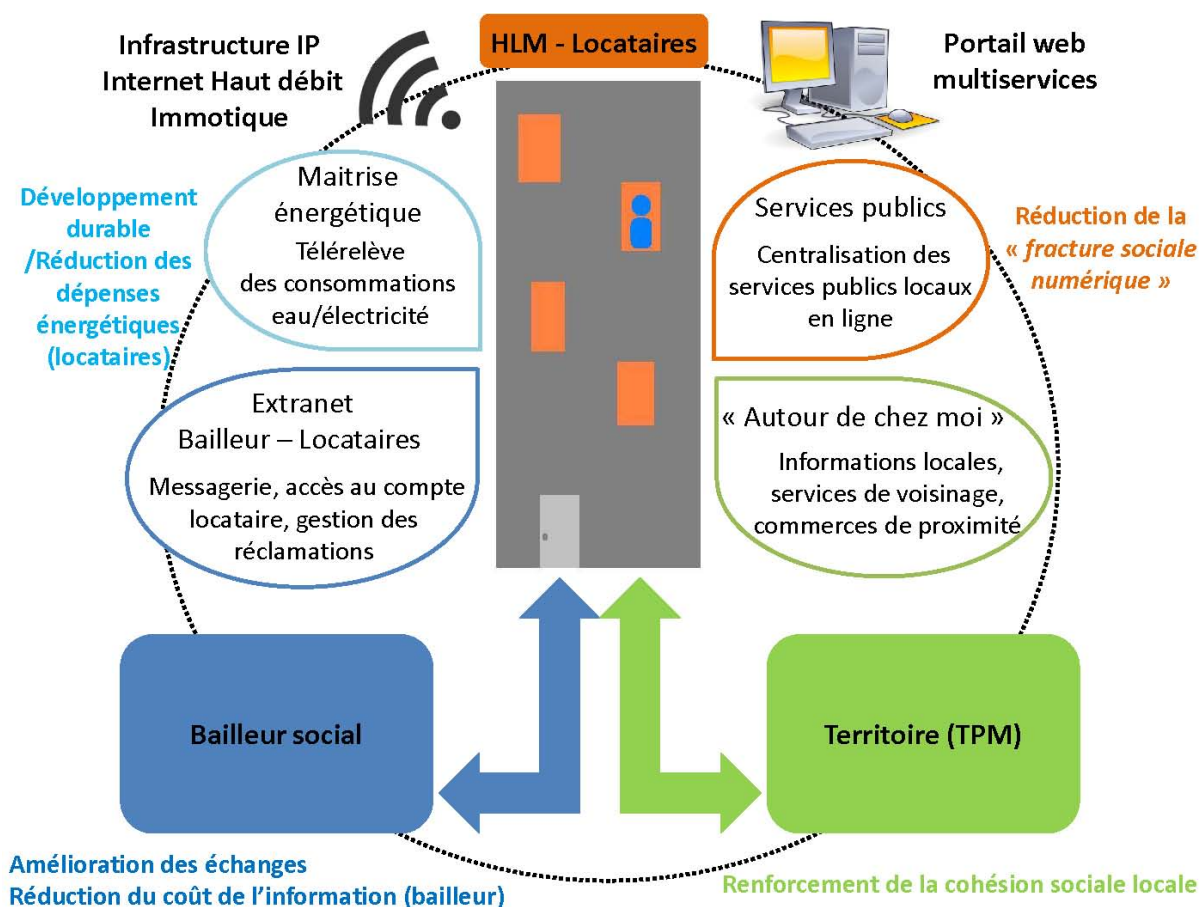 Infrastructure IP
Internet Haut débit
Immotique
HLM - Locataires
Portail web
multiservices
Développement
durable
/Réduction des
dépenses
énergétiques
(locataires)
Maitrise
énergétique
Télérelève
des consommations
eau/électricité
Services publics
Centralisation des
services publics locaux
en ligne
Réduction de la
« fracture sociale
numérique »
Extranet
Bailleur – Locataires
Messagerie, accès au compte
locataire, gestion des
réclamations
« Autour de chez moi »
Informations locales,
services de voisinage,
commerces de proximité
Bailleur social
Territoire (TPM)
Amélioration des échanges
Réduction du coût de l’information (bailleur)
Renforcement de la cohésion sociale locale